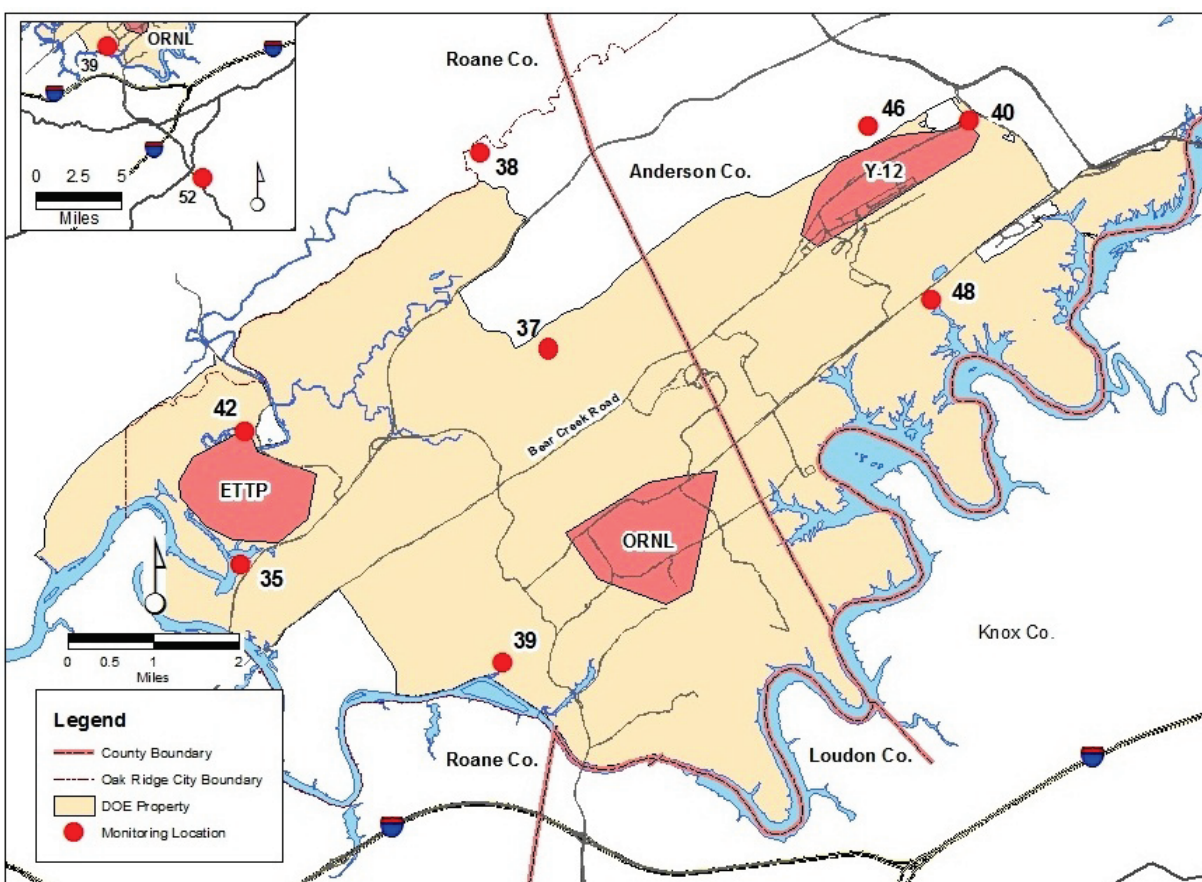 ORNL
39
0 2.5 5
Miles
52
Roane Co.
38
Anderson Co.
46
40
Y-12
48
37
Bear Creek Road
42
ETTP
ORNL
35
39
Knox Co.
0 0.5 1 2
Miles
Roane Co.
Loudon Co.
Legend
County Boundary
Oak Ridge City Boundary
DOE Property
Monitoring Location